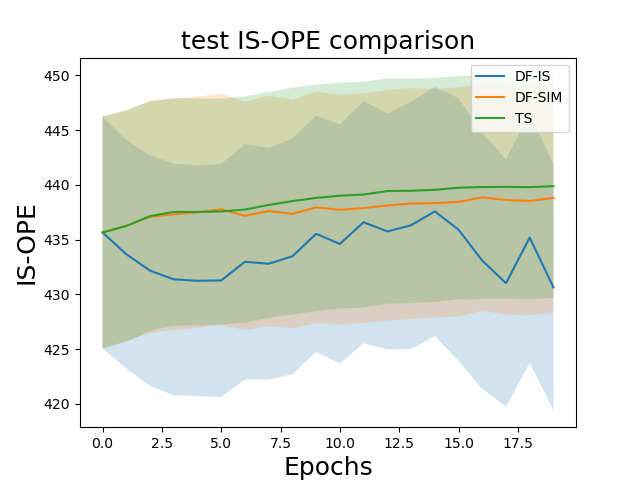 test IS-OPE comparison
IS-OPE
450
445
440
435
430
425
420
DF-IS
DF-SIM
TS
0.0 2.5 5.0 7.5 10.0 12.5 15.0 17.5
Epochs